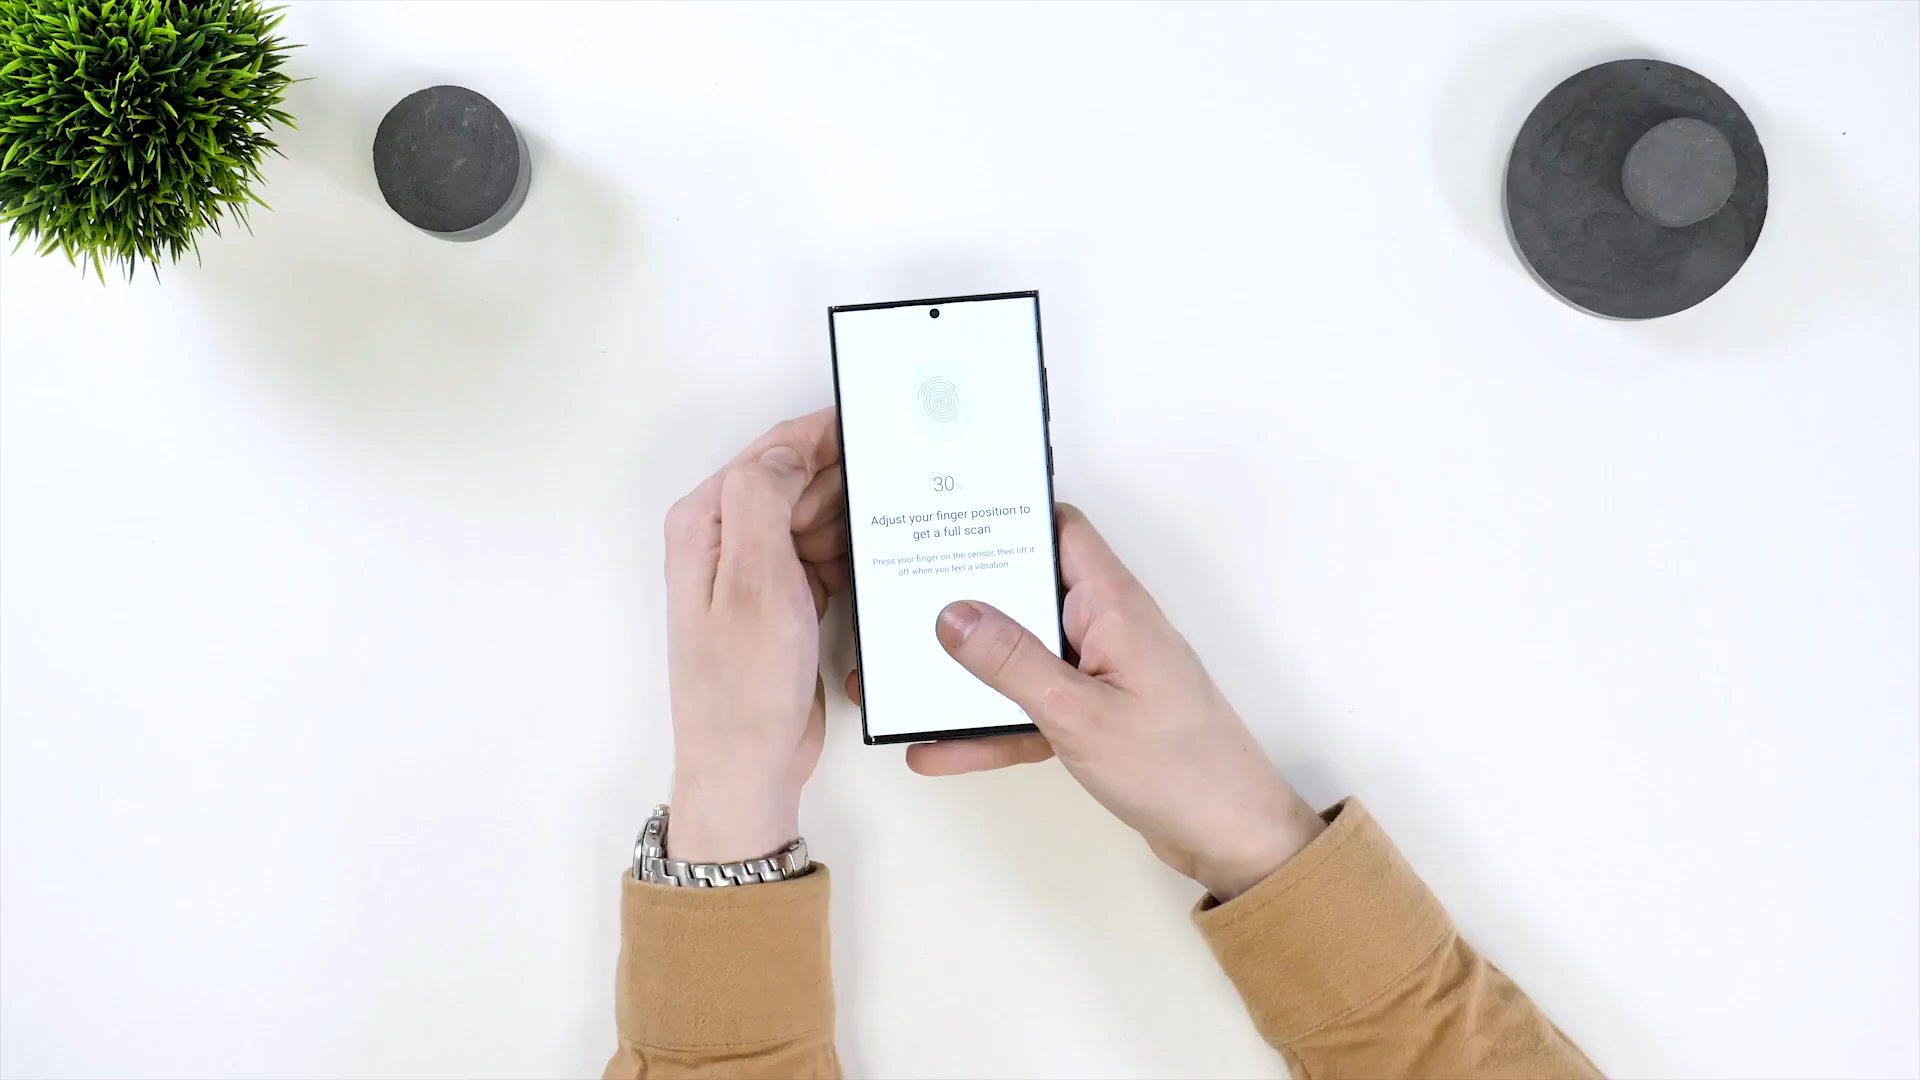 30%
Adjust your finger position to
get a full scan
Press your finger on the sensor, then lift it
off when you feel a vibration.